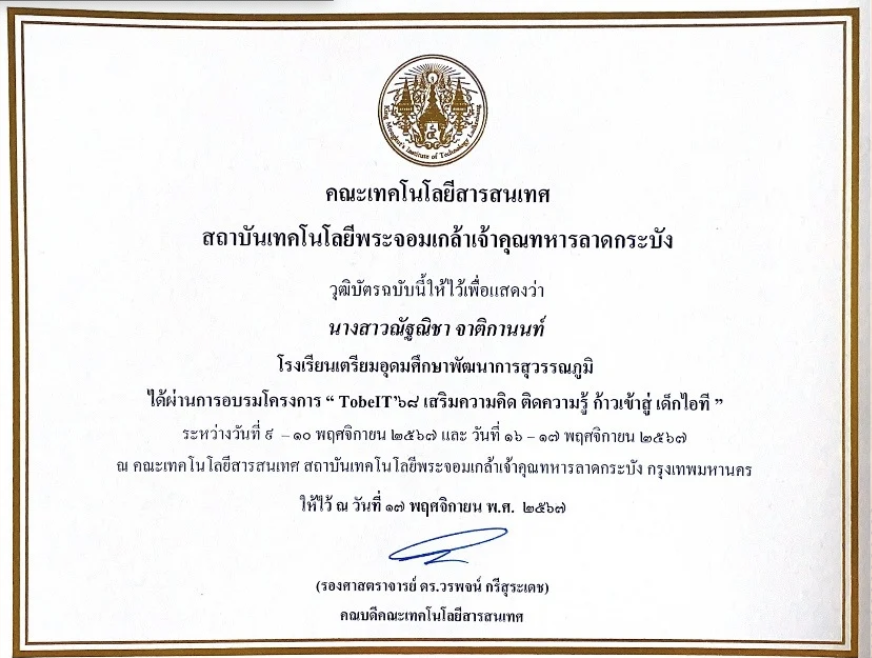 King Mongkut's Institute of Technology Ladkrabang
คณะเทคโนโลยีสารสนเทศ
สถาบันเทคโนโลยีพระจอมเกล้าเจ้าคุณทหารลาดกระบัง
วุฒิบัตรฉบับนี้ให้ไว้เพื่อแสดงว่า
นางสาวณัฐณิชา จาติกานนท์
โรงเรียนเตรียมอุดมศึกษาพัฒนาการสุวรรณภูมิ
ได้ผ่านการอบรมโครงการ “ TobeIT’๖๘ เสริมความคิด ติดความรู้ ก้าวเข้าสู่ เด็กไอที ”
ระหว่างวันที่ ๙ – ๑๐ พฤศจิกายน ๒๕๖๗ และ วันที่ ๑๖ – ๑๗ พฤศจิกายน ๒๕๖๗
ณ คณะเทคโนโลยีสารสนเทศ สถาบันเทคโนโลยีพระจอมเกล้าเจ้าคุณทหารลาดกระบัง กรุงเทพมหานคร
ให้ไว้ ณ วันที่ ๑๗ พฤศจิกายน พ.ศ. ๒๕๖๗
(รองศาสตราจารย์ ดร.วรพจน์ กรีสุระเดช)
คณบดีคณะเทคโนโลยีสารสนเทศ